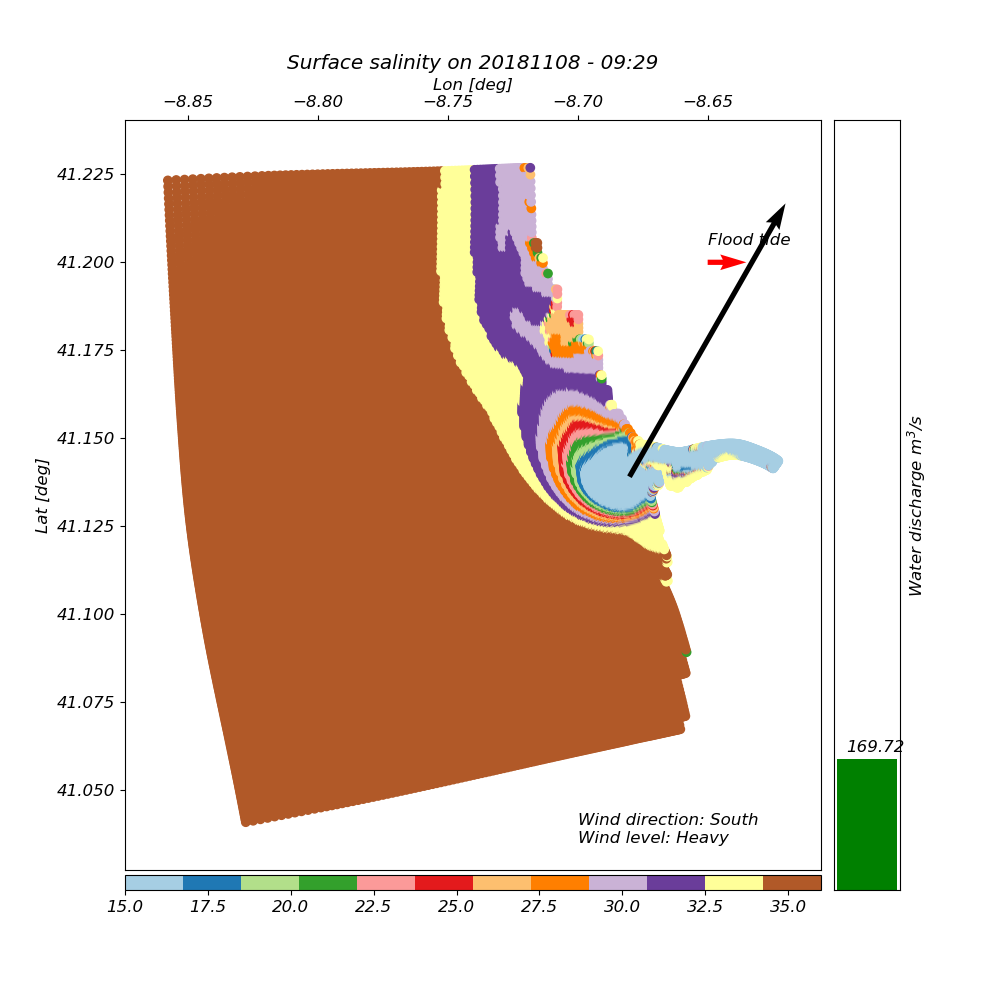 Surface salinity on 20181108 - 09:29
Lon [deg]
−8.85 −8.80 −8.75 −8.70 −8.65
41.225
41.200
41.175
41.150
41.125
41.100
41.075
41.050
Lat [deg]
Flood tide
Wind direction: South
Wind level: Heavy
15.0 17.5 20.0 22.5 25.0 27.5 30.0 32.5 35.0
169.72
Water discharge m³/s